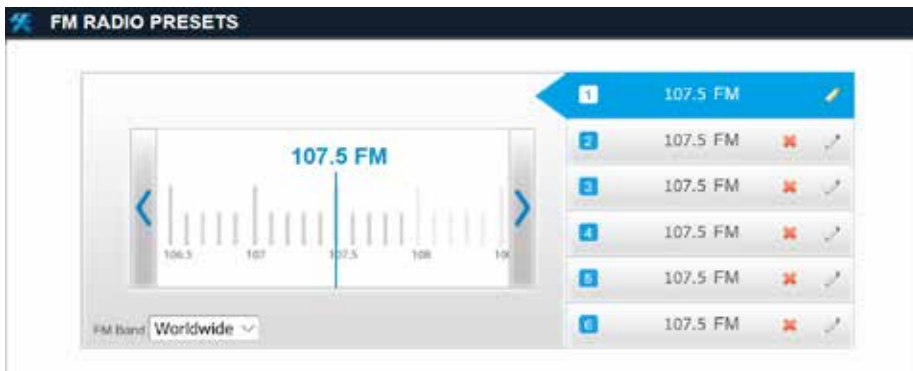 FM RADIO PRESETS
1 107.5 FM
107.5 FM
2 107.5 FM
3 107.5 FM
4 107.5 FM
106.5 107 107.5 108
5 107.5 FM
FM Band Worldwide
6 107.5 FM